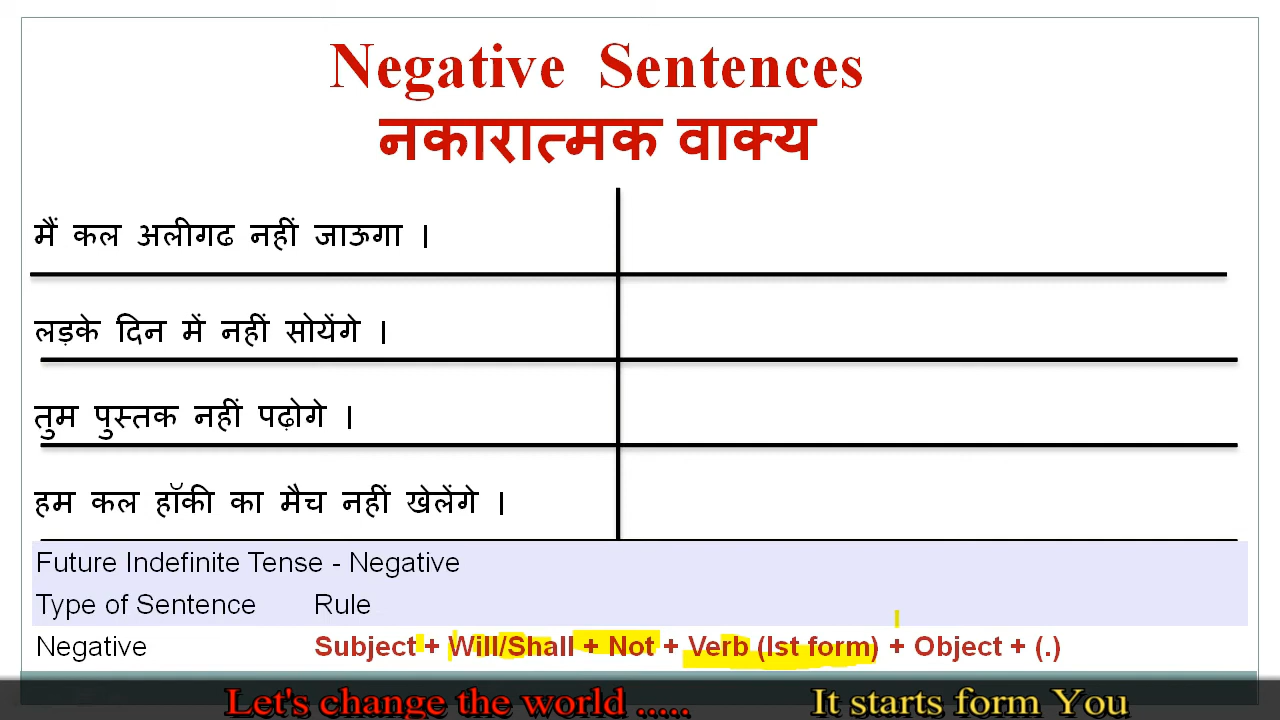 Negative Sentences
नकारात्मक वाक्य
मैं कल अलीगढ नहीं जाऊगा ।
लड़के दिन में नहीं सोयेंगे ।
तुम पुस्तक नहीं पढ़ोगे ।
हम कल हॉकी का मैच नहीं खेलेंगे ।
Future Indefinite Tense - Negative
Type of Sentence Rule
Negative Subject + Will/Shall + Not + Verb (Ist form) + Object + (.)
Let's change the world ..... It starts form You